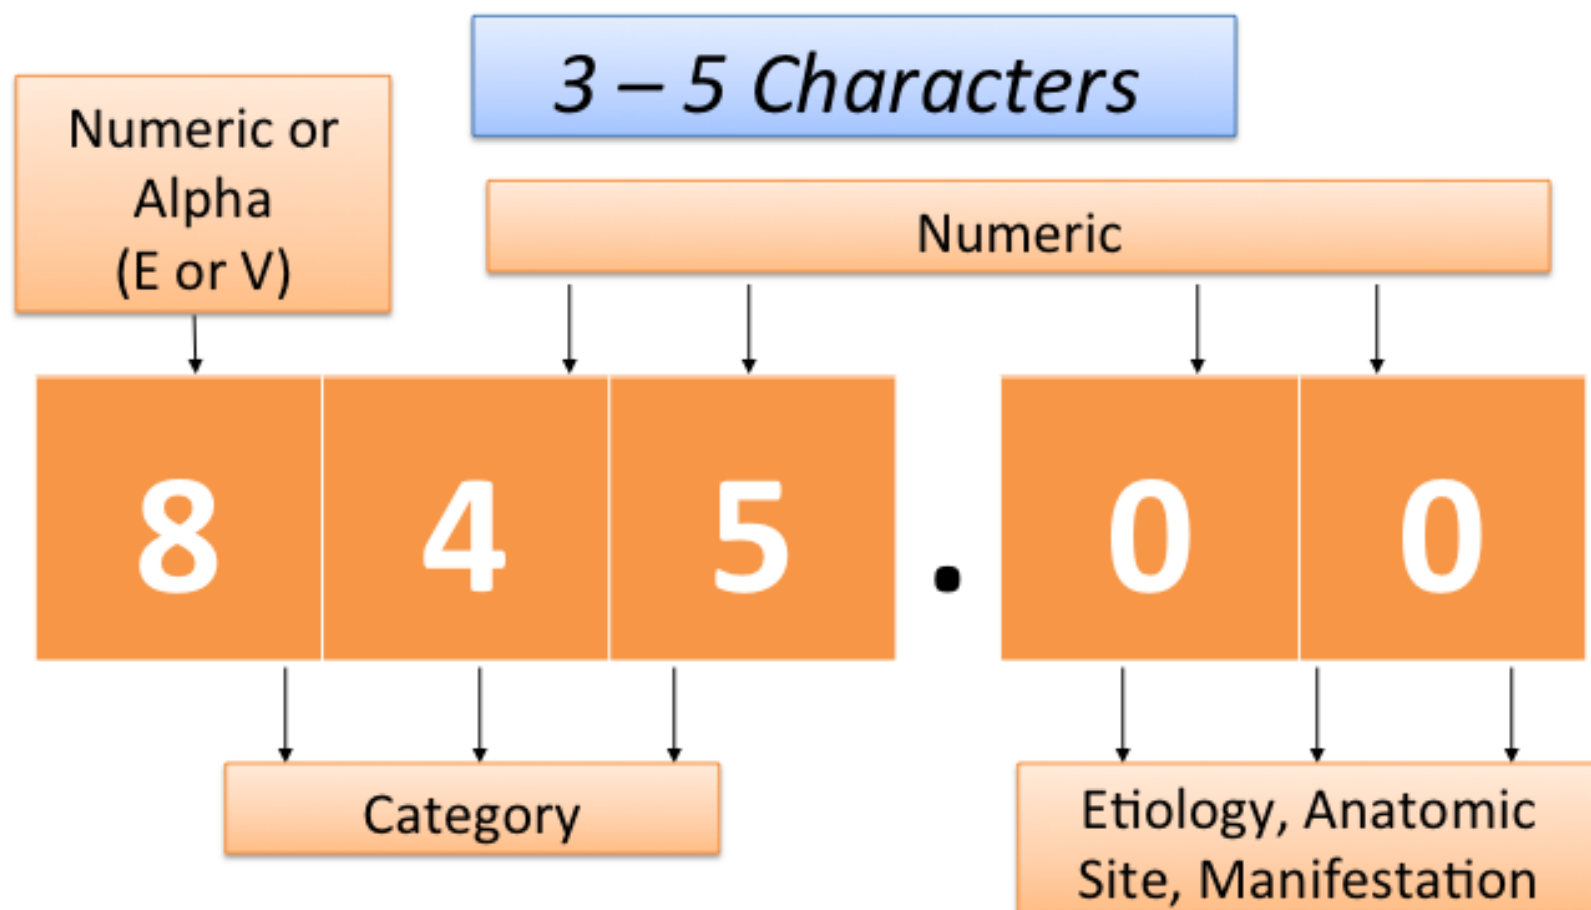 3 – 5 Characters
Numeric or
Alpha
(E or V)
Numeric
8 4 5 . 0 0
Category
Etiology, Anatomic
Site, Manifestation